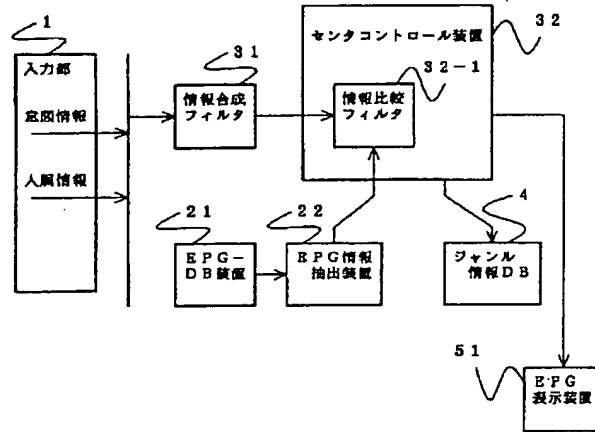 1
入力部
意図情報
人属情報
31
情報合成
フィルタ
センタコントロール装置
32
32-1
情報比較
フィルタ
21
EPG-
DB装置
22
EPG情報
抽出装置
4
ジャンル
情報DB
51
EPG
表示装置